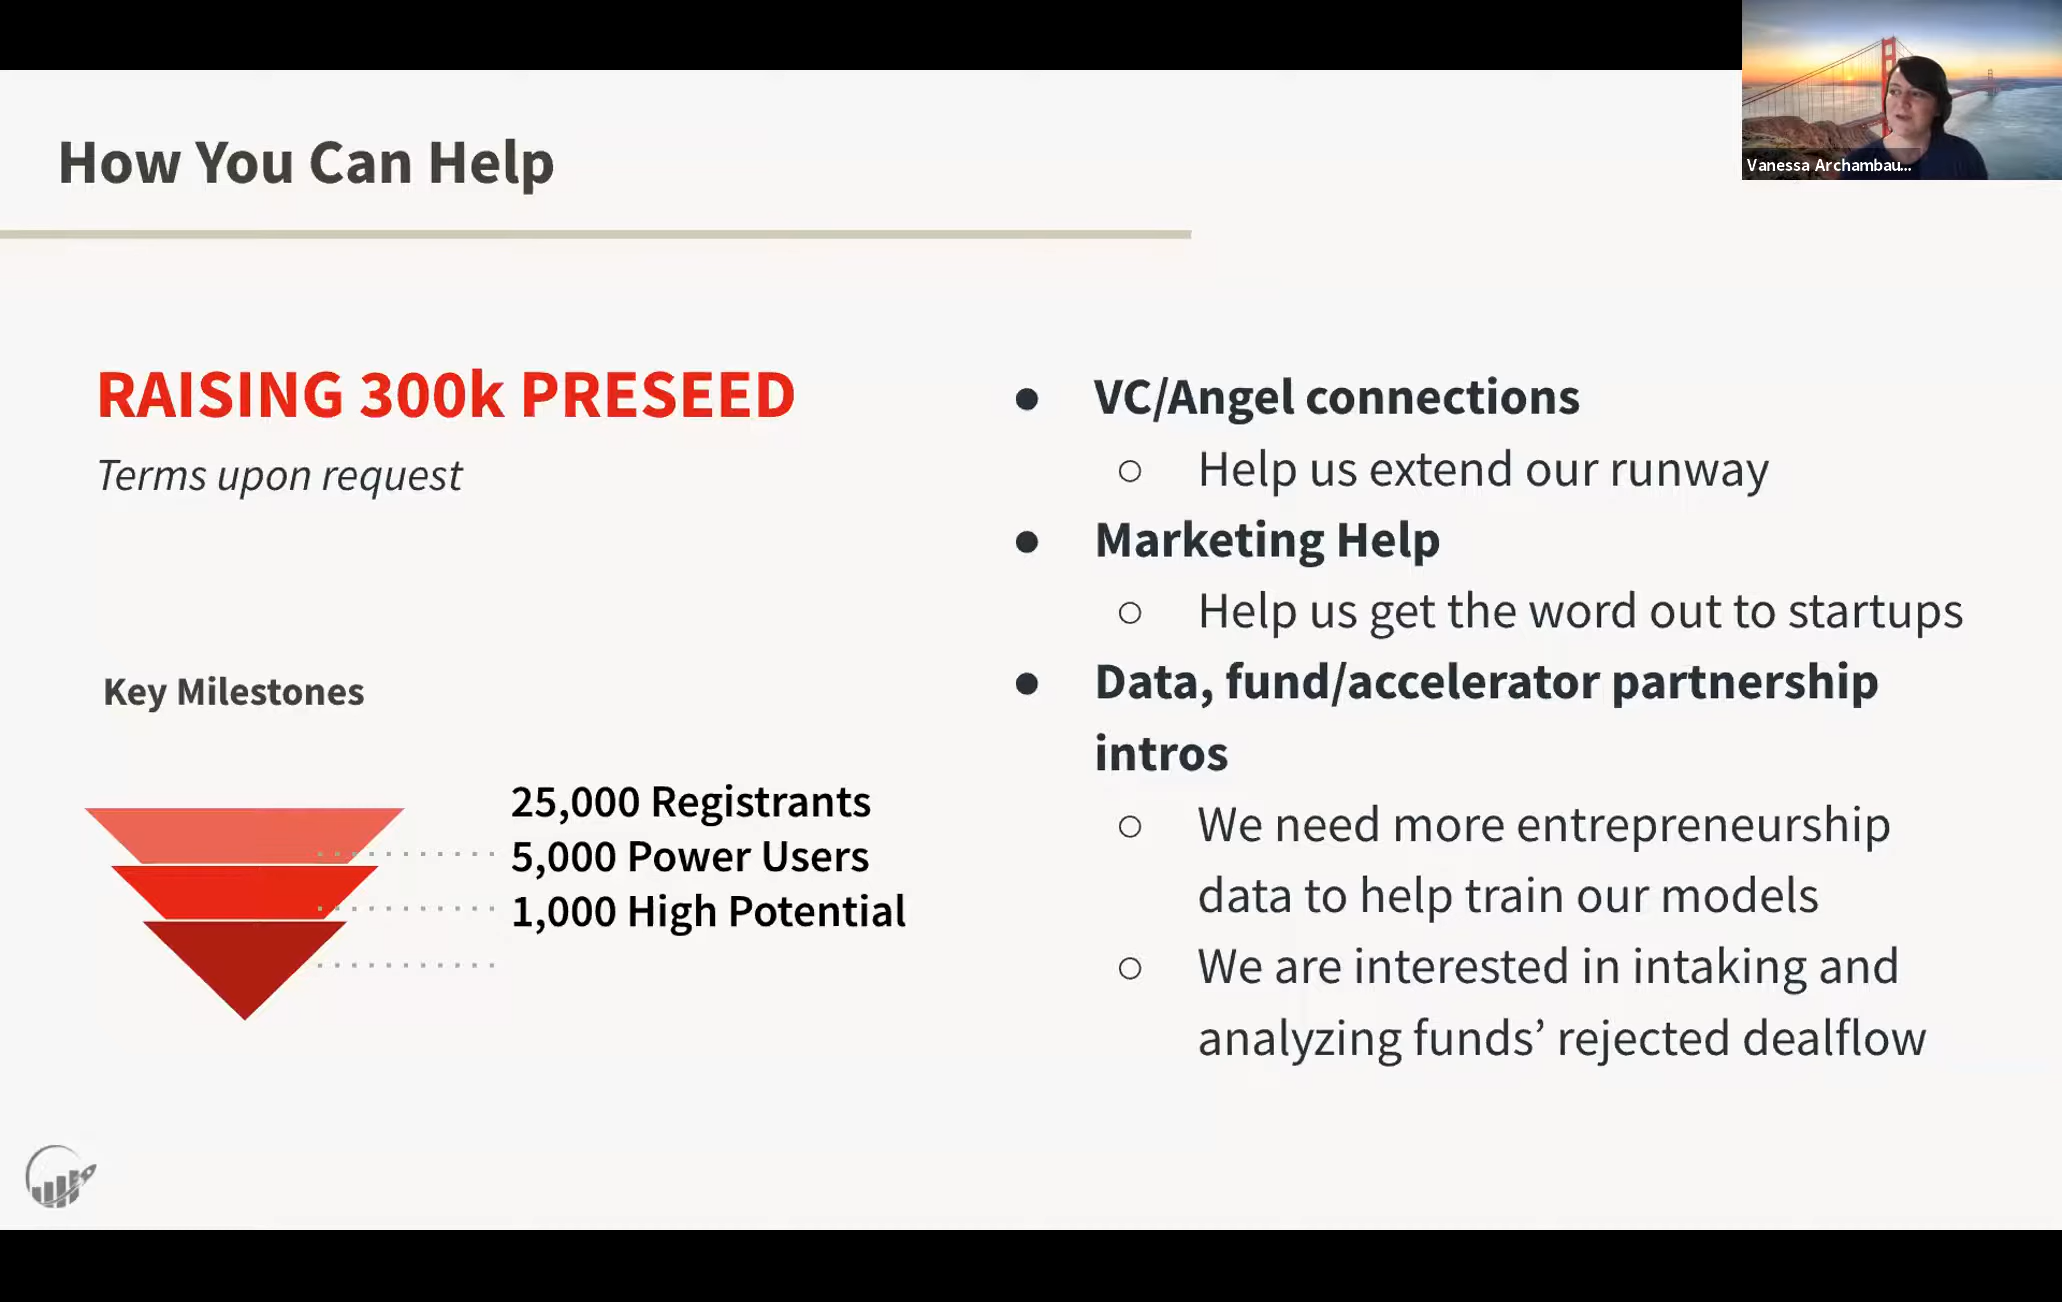 How You Can Help
Vanessa Archambau...
RAISING 300k PRESEED
Terms upon request
Key Milestones
25,000 Registrants
5,000 Power Users
1,000 High Potential
● VC/Angel connections
○ Help us extend our runway
● Marketing Help
○ Help us get the word out to startups
● Data, fund/accelerator partnership
intros
○ We need more entrepreneurship
data to help train our models
○ We are interested in intaking and
analyzing funds’ rejected dealflow